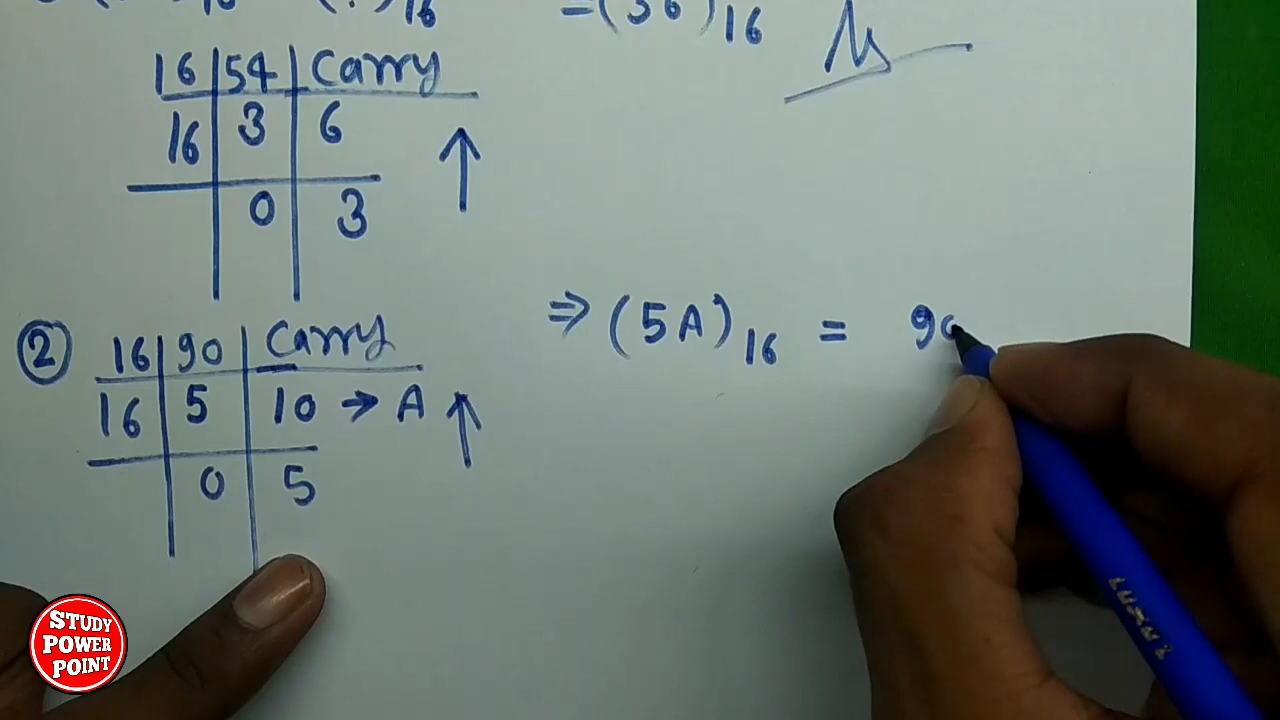 =(36)16
16 54 Carry
16 3 6
0 3
② 16 90 Carry
16 5 10 → A
0 5
⇒ (5A)16 = 90
STUDY
POWER
POINT
LUXOR